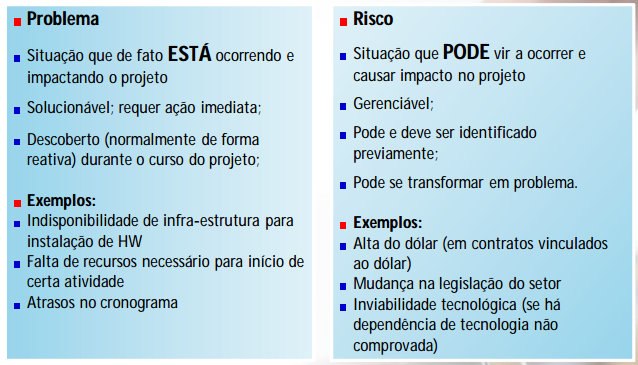 Problema
Situação que de fato ESTÁ ocorrendo e
impactando o projeto
Solucionável; requer ação imediata;
Descoberto (normalmente de forma
reativa) durante o curso do projeto;
Exemplos:
Indisponibilidade de infra-estrutura para
instalação de HW
Falta de recursos necessário para início de
certa atividade
Atrasos no cronograma
Risco
Situação que PODE vir a ocorrer e
causar impacto no projeto
Gerenciável;
Pode e deve ser identificado
previamente;
Pode se transformar em problema.
Exemplos:
Alta do dólar (em contratos vinculados
ao dólar)
Mudança na legislação do setor
Inviabilidade tecnológica (se há
dependência de tecnologia não
comprovada)